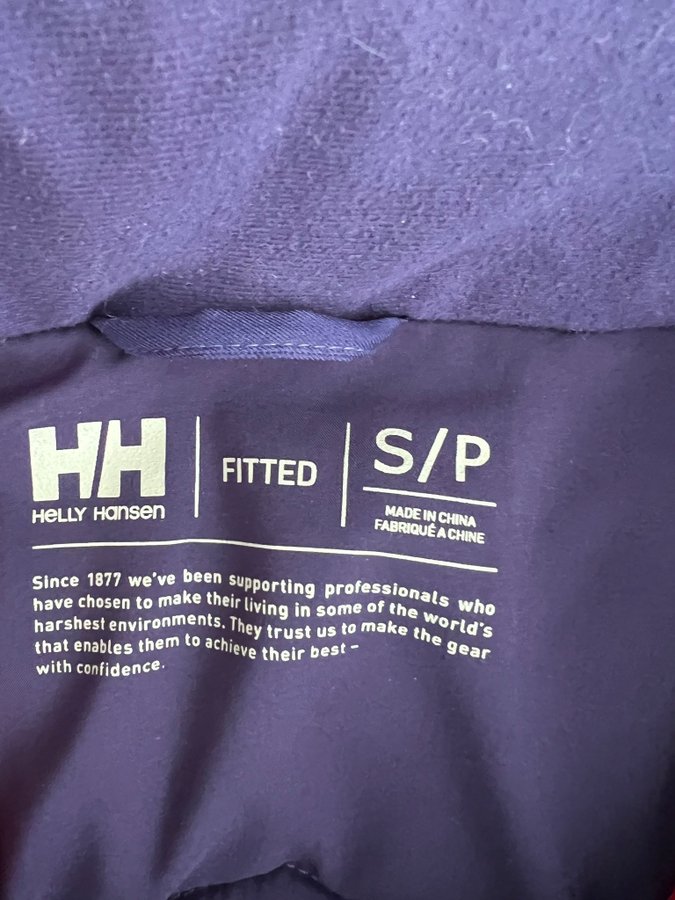 HH
HELLY HANSEN
FITTED
S/P
MADE IN CHINA
FABRIQUÉ A CHINE
Since 1877 we've been supporting professionals who
have chosen to make their living in some of the world's
harshest environments. They trust us to make the gear
that enables them to achieve their best –
with confidence.